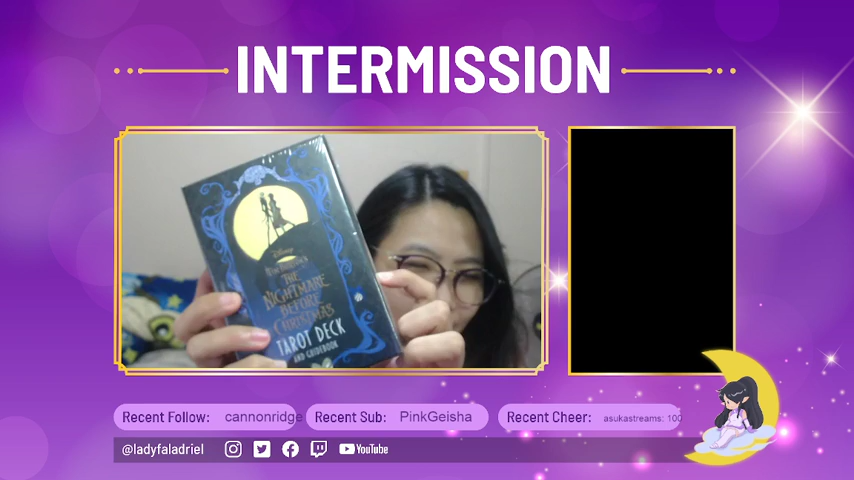 INTERMISSION
Disney
Tim Burton's
THE
NIGHTMARE
BEFORE
CHRISTMAS
TAROT DECK
AND GUIDEBOOK
Recent Follow: cannonridge
Recent Sub: PinkGeisha
Recent Cheer: asukastreams: 100
@ladyfaladriel
YouTube